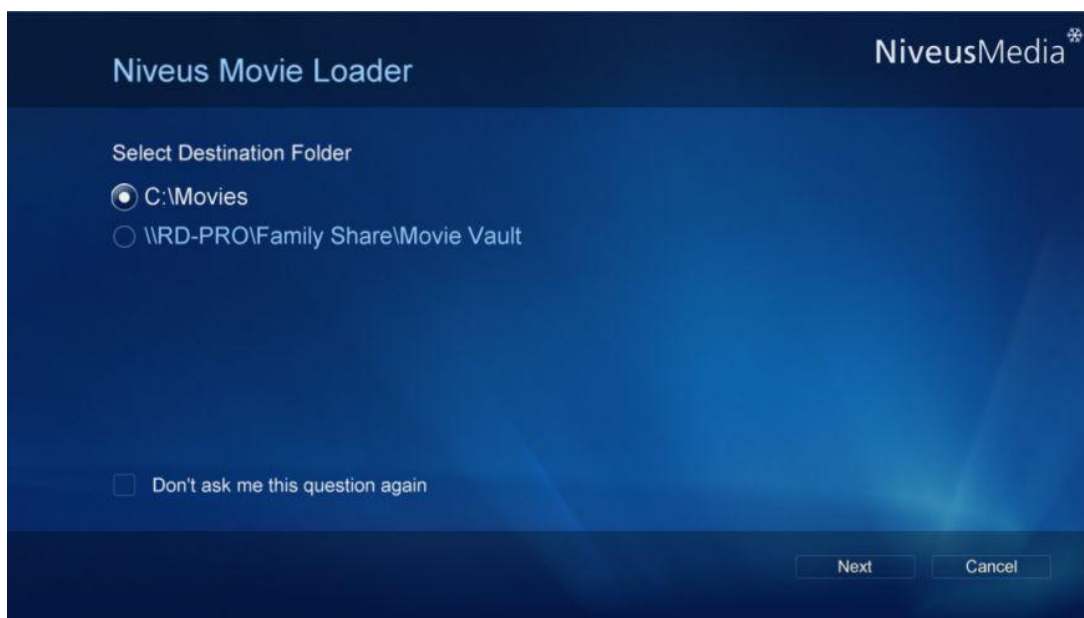 Niveus Movie Loader
NiveusMedia
Select Destination Folder
C:\Movies
\\RD-PRO\Family Share\Movie Vault
Don't ask me this question again
Next
Cancel